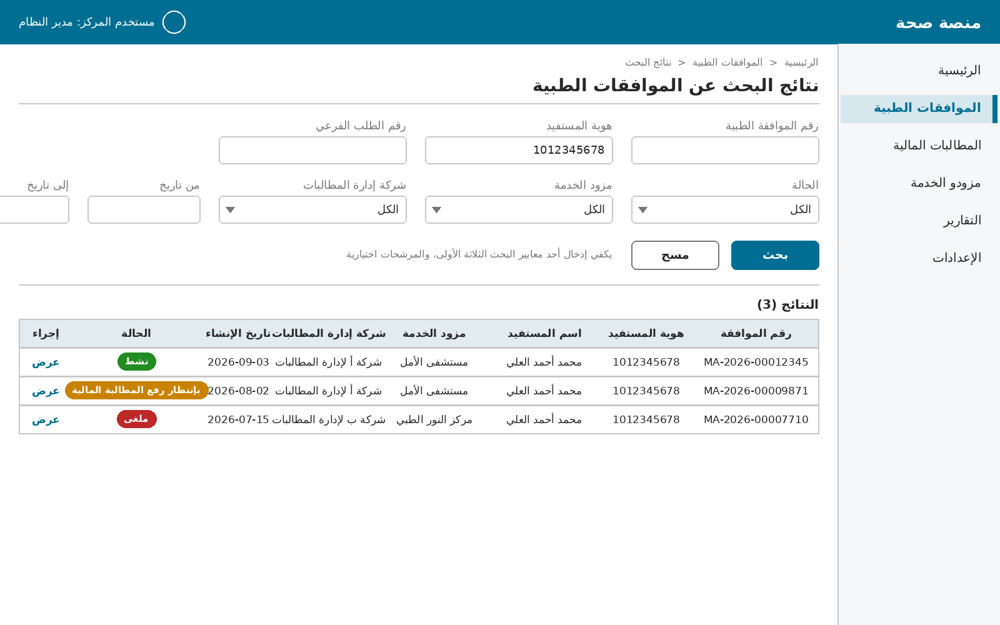 منصة صحة
مستخدم المركز: مدير النظام
الرئيسية
الموافقات الطبية
المطالبات المالية
مزودو الخدمة
التقارير
الإعدادات
الرئيسية > الموافقات الطبية > نتائج البحث
نتائج البحث عن الموافقات الطبية
رقم الموافقة الطبية هوية المستفيد رقم الطلب الفرعي
1012345678
الحالة مزود الخدمة شركة إدارة المطالبات من تاريخ إلى تاريخ
الكل الكل الكل
بحث مسح يكفي إدخال أحد معايير البحث الثلاثة الأولى، والمرشحات اختيارية
النتائج (3)
رقم الموافقة هوية المستفيد اسم المستفيد مزود الخدمة شركة إدارة المطالبات تاريخ الإنشاء الحالة إجراء
MA-2026-00012345 1012345678 محمد أحمد العلي مستشفى الأمل شركة أ لإدارة المطالبات 2026-09-03 نشط عرض
MA-2026-00009871 1012345678 محمد أحمد العلي مستشفى الأمل شركة أ لإدارة المطالبات 2026-08-02 بإنتظار رفع المطالبة المالية عرض
MA-2026-00007710 1012345678 محمد أحمد العلي مركز النور الطبي شركة ب لإدارة المطالبات 2026-07-15 ملغى عرض